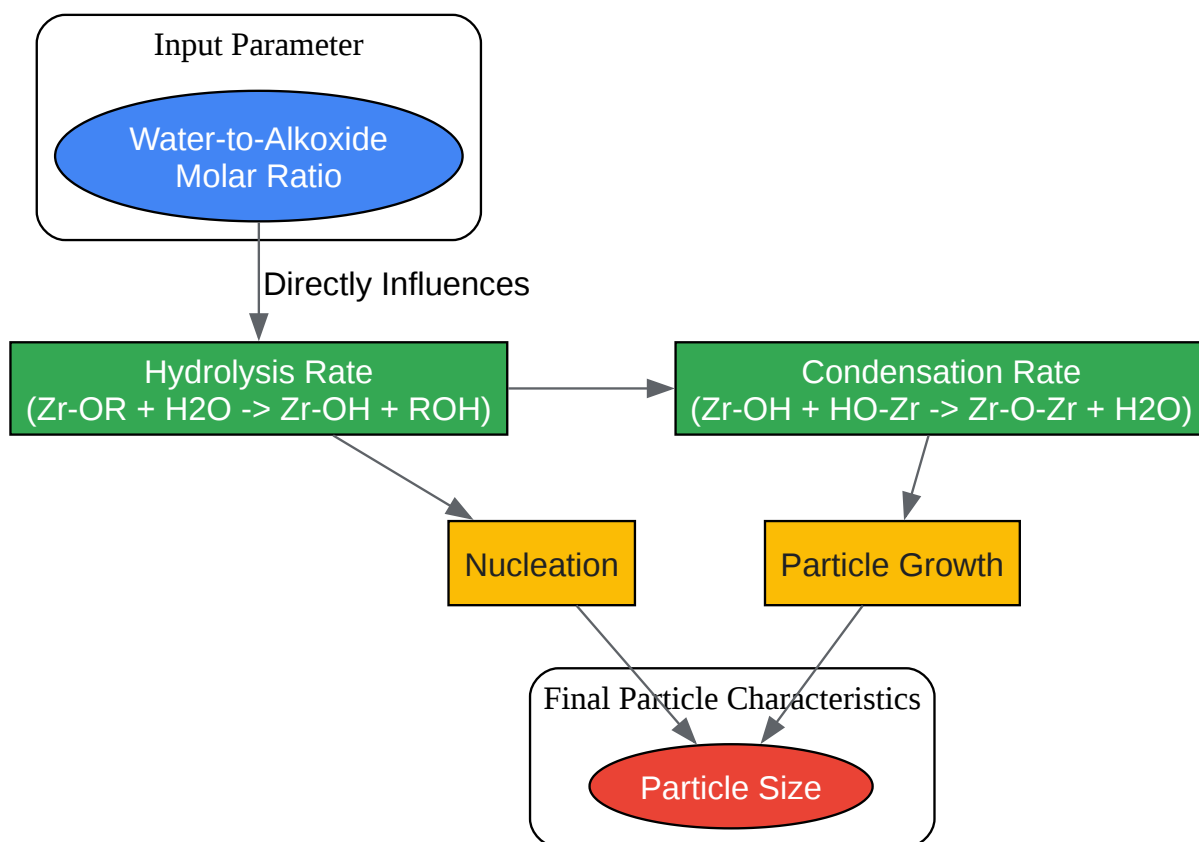 Input Parameter
Water-to-Alkoxide
Molar Ratio
Directly Influences
Hydrolysis Rate
(Zr-OR + H2O -> Zr-OH + ROH)
Condensation Rate
(Zr-OH + HO-Zr -> Zr-O-Zr + H2O)
Nucleation
Particle Growth
Final Particle Characteristics
Particle Size